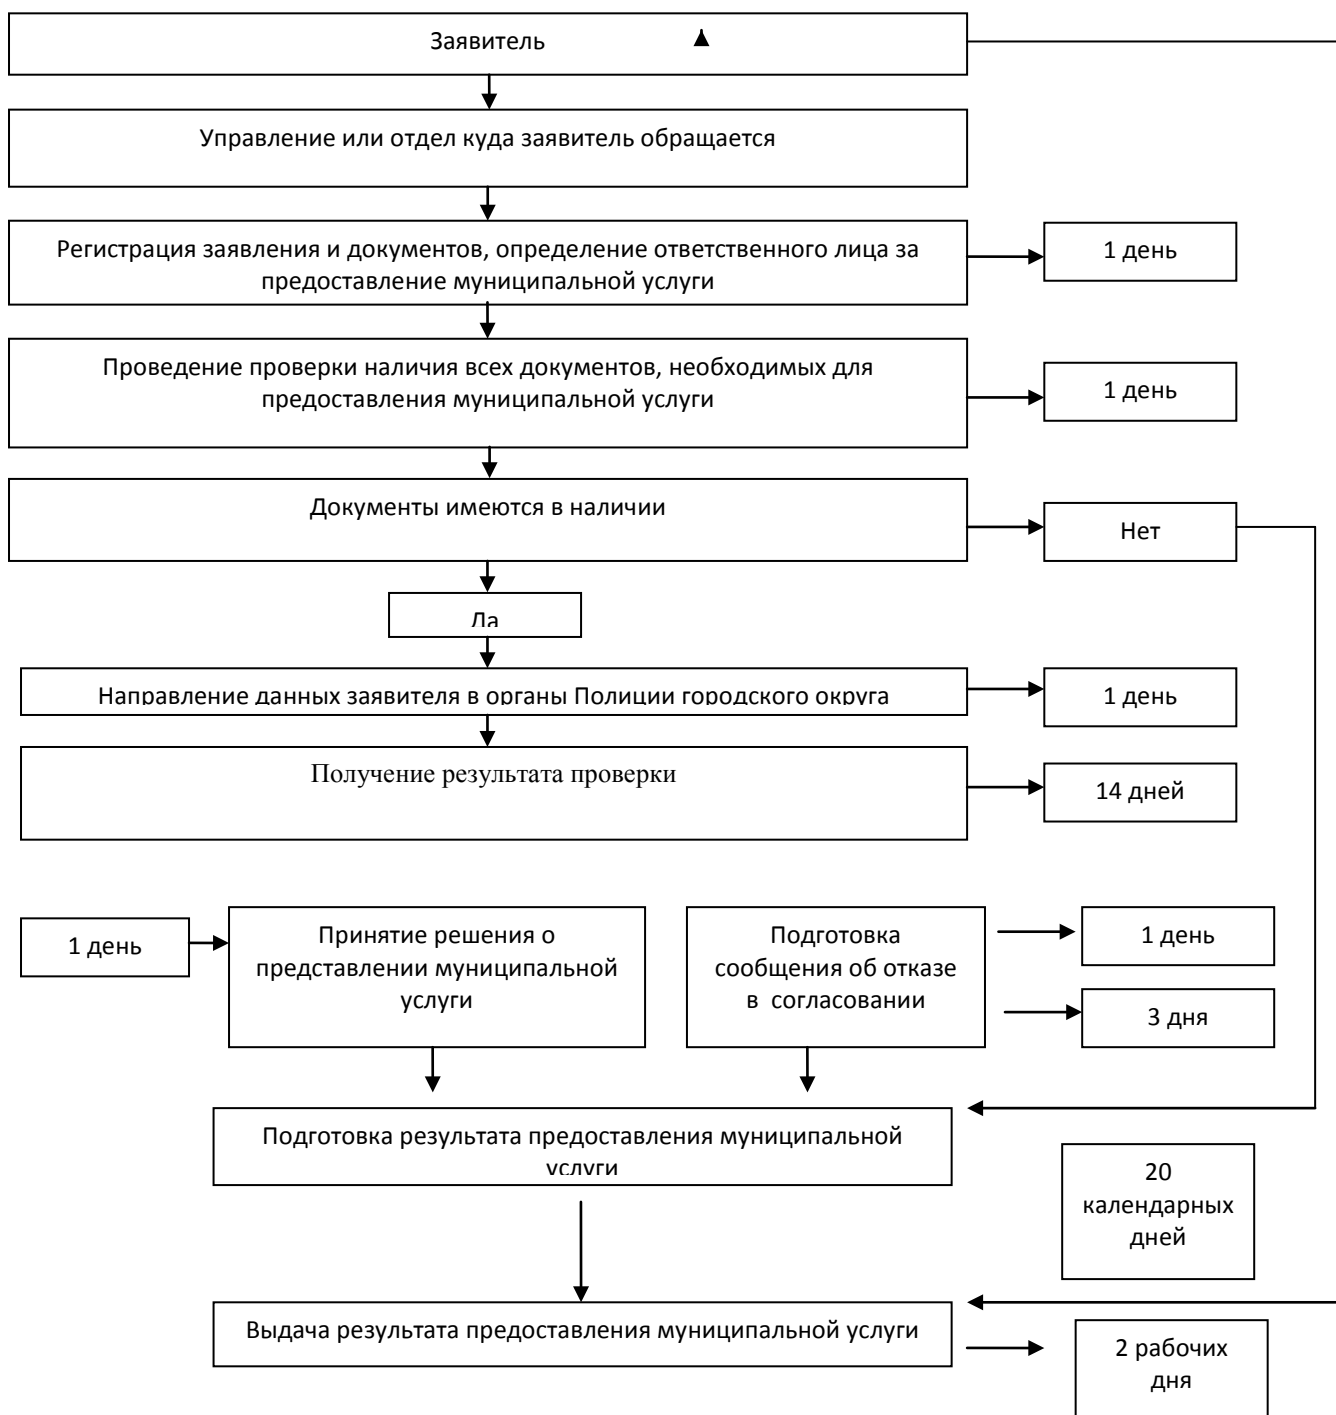 Заявитель
Управление или отдел куда заявитель обращается
Регистрация заявления и документов, определение ответственного лица за
предоставление муниципальной услуги
1 день
Проведение проверки наличия всех документов, необходимых для
предоставления муниципальной услуги
1 день
Документы имеются в наличии
Нет
Да
Направление данных заявителя в органы Полиции городского округа
1 день
Получение результата проверки
14 дней
1 день
Принятие решения о
представлении муниципальной
услуги
Подготовка
сообщения об отказе
в согласовании
1 день
3 дня
Подготовка результата предоставления муниципальной
услуги
20
календарных
дней
Выдача результата предоставления муниципальной услуги
2 рабочих
дня